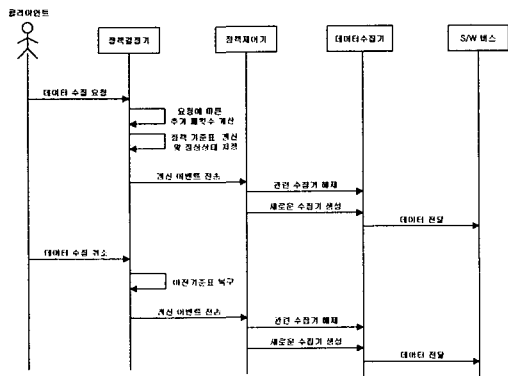 클라이언트
정책결정기
정책제어기
데이터수집기
S/W 버스
데이터 수집 요청
요청에 따른
추가 패킷수 계산
정책 기준표 갱신
및 정상상태 저장
갱신 이벤트 전송
관련 수집기 해제
새로운 수집기 생성
데이터 전달
데이터 수집 취소
이전기준표 복구
갱신 이벤트 전송
관련 수집기 해제
새로운 수집기 생성
데이터 전달